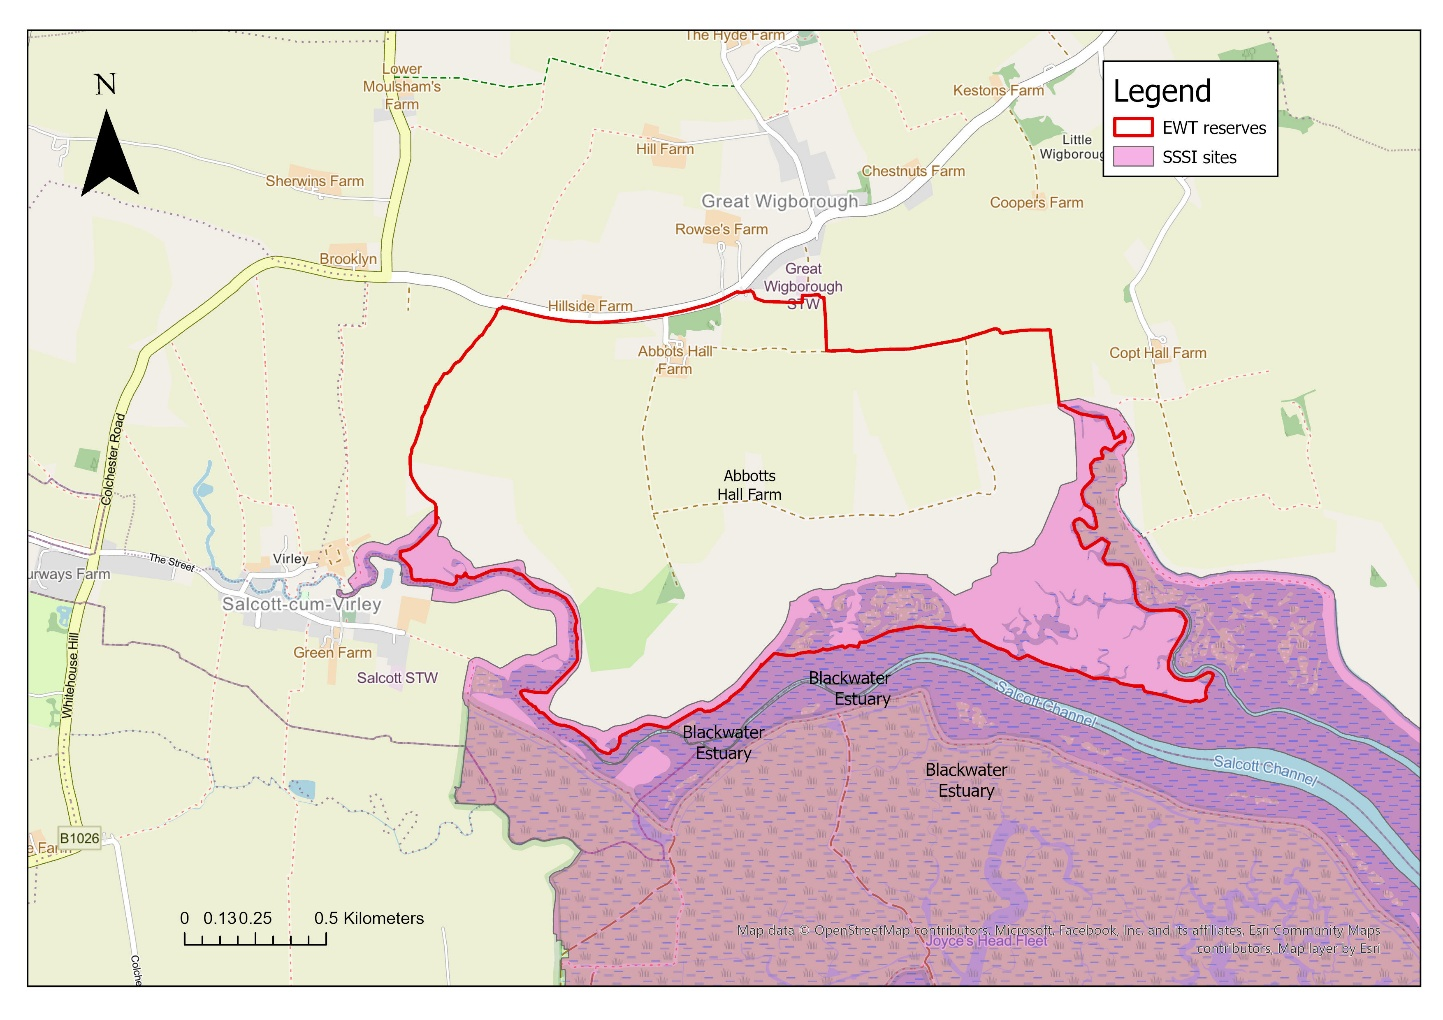 The Hyde Farm
N
Lower
Moulsham's
Farm
Kestons Farm
Legend
EWT reserves
SSSI sites
Hill Farm
Little
Sherwins Farm
Chestnuts Farm
Great Wigborough
Coopers Farm
Rowse's Farm
Brooklyn
Great
Wigborough
STW
Hillside Farm
Abbots Hall
Farm
Copt Hall Farm
Colchester Road
Abbotts
Hall Farm
The Street
Virley
urways Farm
Salcott-cum-Virley
Green Farm
Salcott STW
Whitehouse Hill
Blackwater
Estuary
Salcott Channel
Blackwater
Estuary
Salcott Channel
Blackwater
Estuary
B1026
e Farm
0 0.13 0.25 0.5 Kilometers
Colche
Joyce's Head Fleet
Map data © OpenStreetMap contributors, Microsoft, Facebook, Inc. and its affiliates, Esri Community Maps
contributors, Map layer by Esri